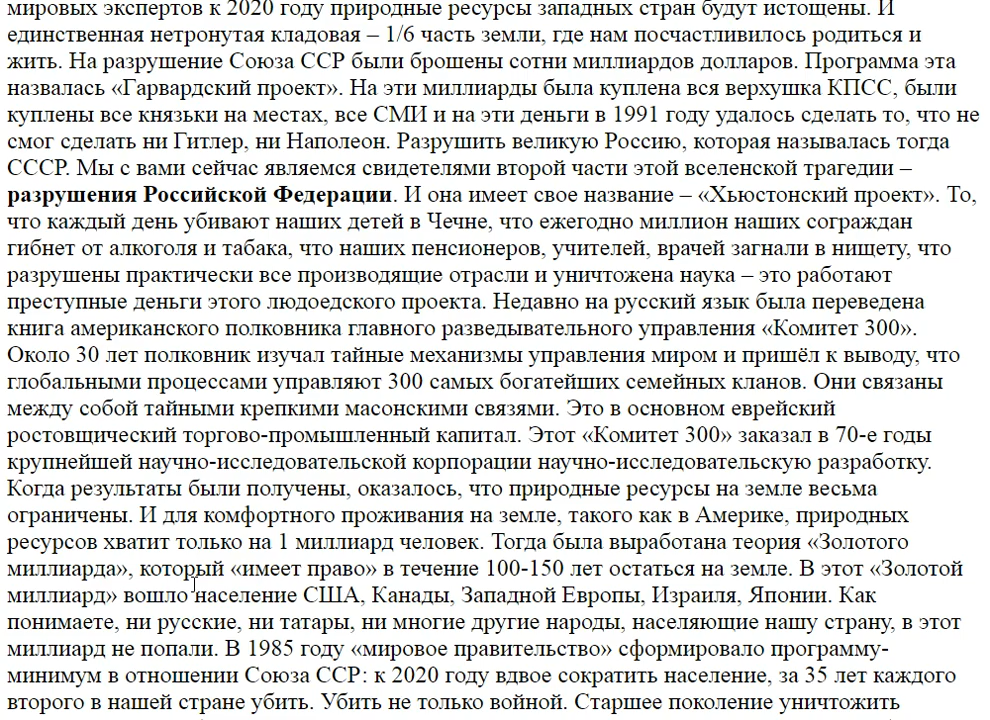 мировых экспертов к 2020 году природные ресурсы западных стран будут истощены. И
единственная нетронутая кладовая – 1/6 часть земли, где нам посчастливилось родиться и
жить. На разрушение Союза ССР были брошены сотни миллиардов долларов. Программа эта
назвалась «Гарвардский проект». На эти миллиарды была куплена вся верхушка КПСС, были
куплены все князьки на местах, все СМИ и на эти деньги в 1991 году удалось сделать то, что не
смог сделать ни Гитлер, ни Наполеон. Разрушить великую Россию, которая называлась тогда
СССР. Мы с вами сейчас являемся свидетелями второй части этой вселенской трагедии –
разрушения Российской Федерации. И она имеет свое название – «Хьюстонский проект». То,
что каждый день убивают наших детей в Чечне, что ежегодно миллион наших сограждан
гибнет от алкоголя и табака, что наших пенсионеров, учителей, врачей загнали в нищету, что
разрушены практически все производящие отрасли и уничтожена наука – это работают
преступные деньги этого людоедского проекта. Недавно на русский язык была переведена
книга американского полковника главного разведывательного управления «Комитет 300».
Около 30 лет полковник изучал тайные механизмы управления миром и пришёл к выводу, что
глобальными процессами управляют 300 самых богатейших семейных кланов. Они связаны
между собой тайными крепкими масонскими связями. Это в основном еврейский
ростовщический торгово-промышленный капитал. Этот «Комитет 300» заказал в 70-е годы
крупнейшей научно-исследовательской корпорации научно-исследовательскую разработку.
Когда результаты были получены, оказалось, что природные ресурсы на земле весьма
ограничены. И для комфортного проживания на земле, такого как в Америке, природных
ресурсов хватит только на 1 миллиард человек. Тогда была выработана теория «Золотого
миллиарда», который «имеет право» в течение 100-150 лет остаться на земле. В этот «Золотой
миллиард» вошло население США, Канады, Западной Европы, Израиля, Японии. Как
понимаете, ни русские, ни татары, ни многие другие народы, населяющие нашу страну, в этот
миллиард не попали. В 1985 году «мировое правительство» сформировало программу-
минимум в отношении Союза ССР: к 2020 году вдвое сократить население, за 35 лет каждого
второго в нашей стране убить. Убить не только войной. Старшее поколение уничтожить